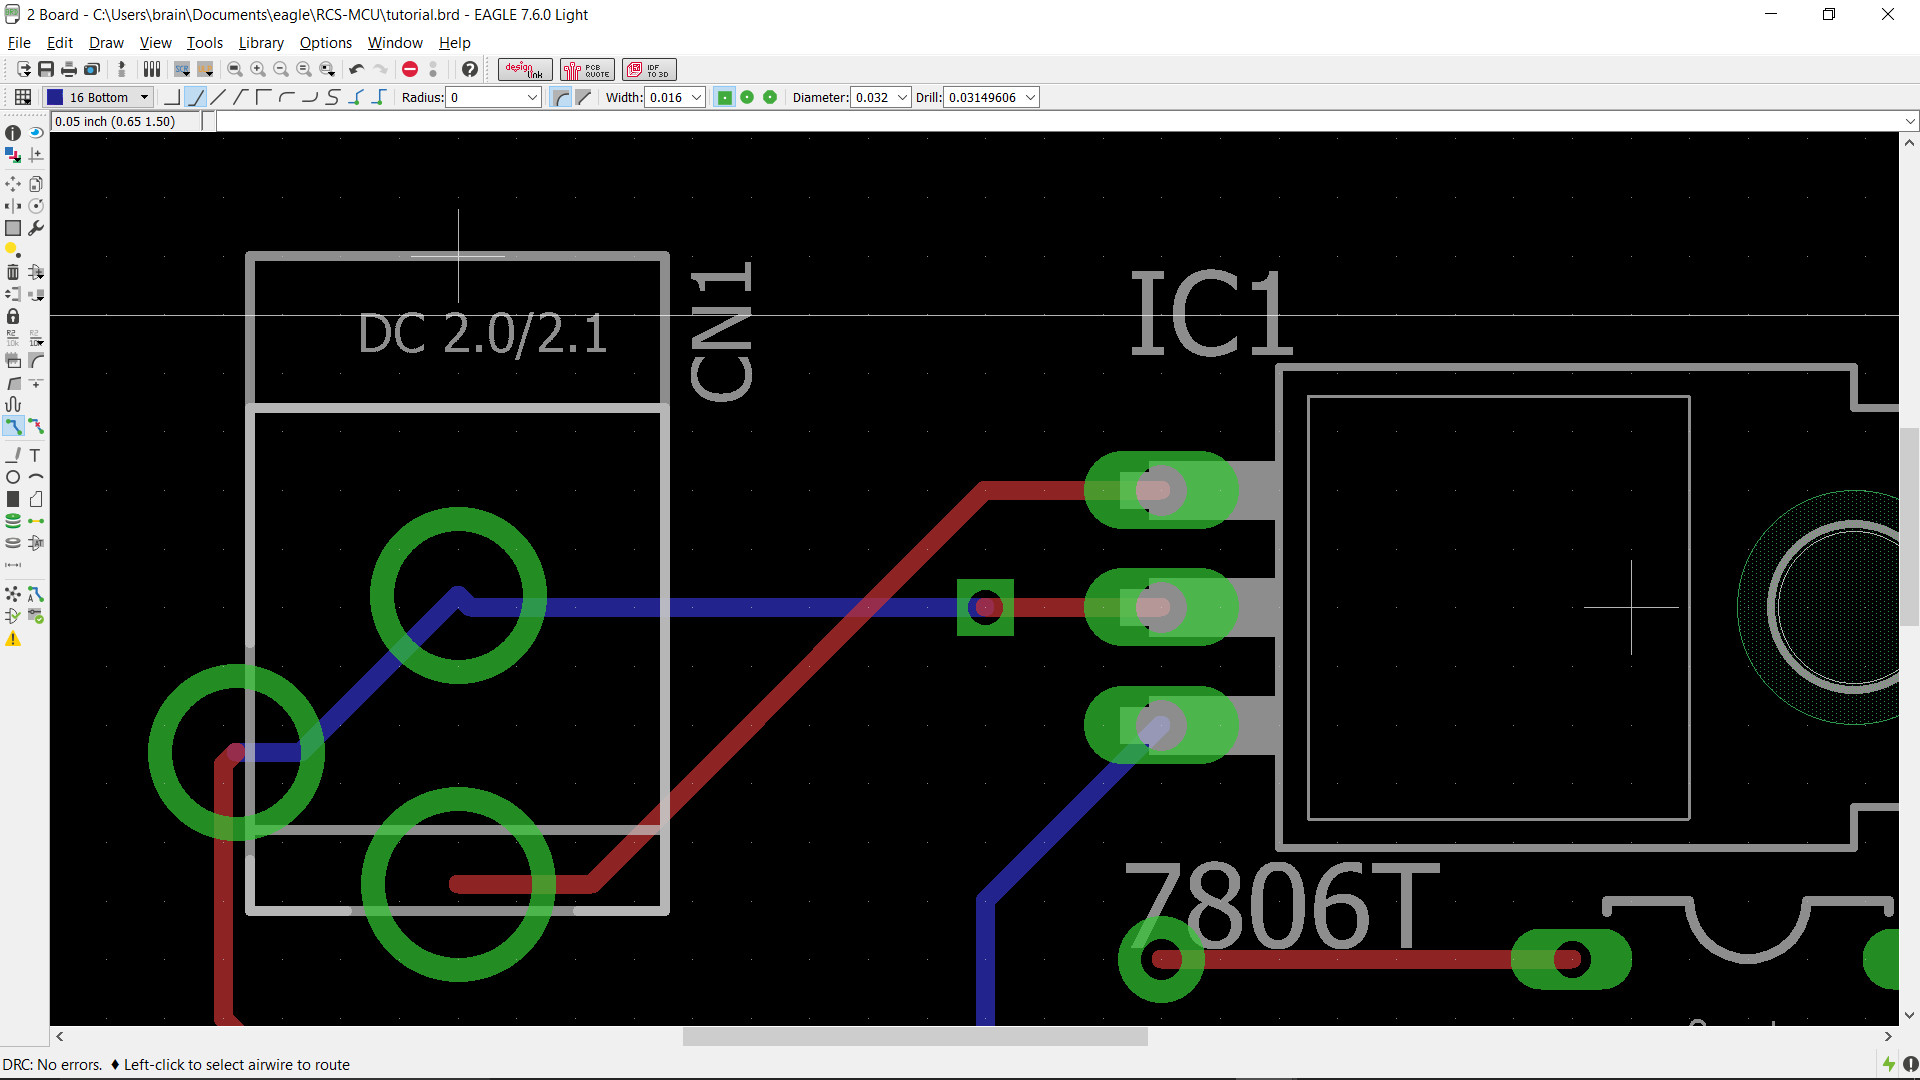 2 Board - C:\Users\brain\Documents\eagle\RCS-MCU\tutorial.brd - EAGLE 7.6.0 Light
File Edit Draw View Tools Library Options Window Help
design link PCB QUOTE IDF TO 3D
16 Bottom Radius: 0 Width: 0.016 Diameter: 0.032 Drill: 0.03149606
0.05 inch (0.65 1.50)
DC 2.0/2.1
CN1
IC1
7806T
DRC: No errors. ♦ Left-click to select airwire to route